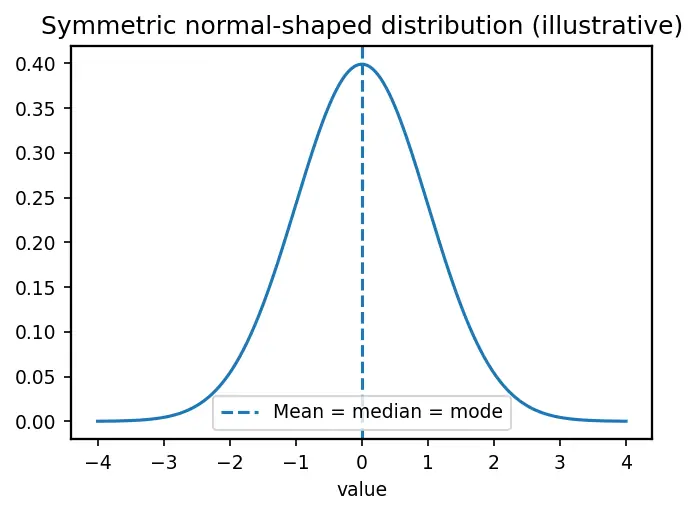 Symmetric normal-shaped distribution (illustrative)
0.40
0.35
0.30
0.25
0.20
0.15
0.10
0.05
0.00
Mean = median = mode
−4 −3 −2 −1 0 1 2 3 4
value